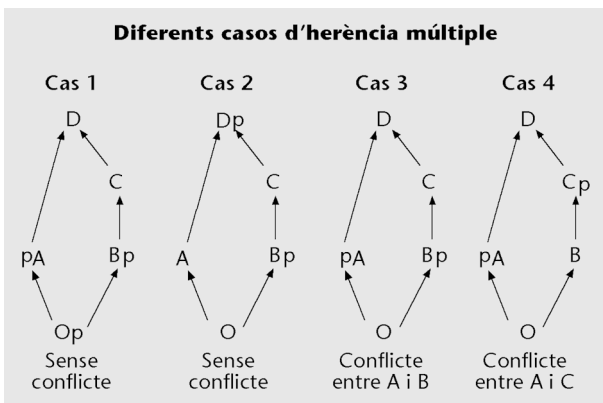 Diferents casos d'herència múltiple
Cas 1 Cas 2 Cas 3 Cas 4
D Dp D D
C C C Cp
pA Bp A Bp pA Bp pA B
Op O O O
Sense Sense Conflicte Conflicte
conflicte conflicte entre A i B entre A i C